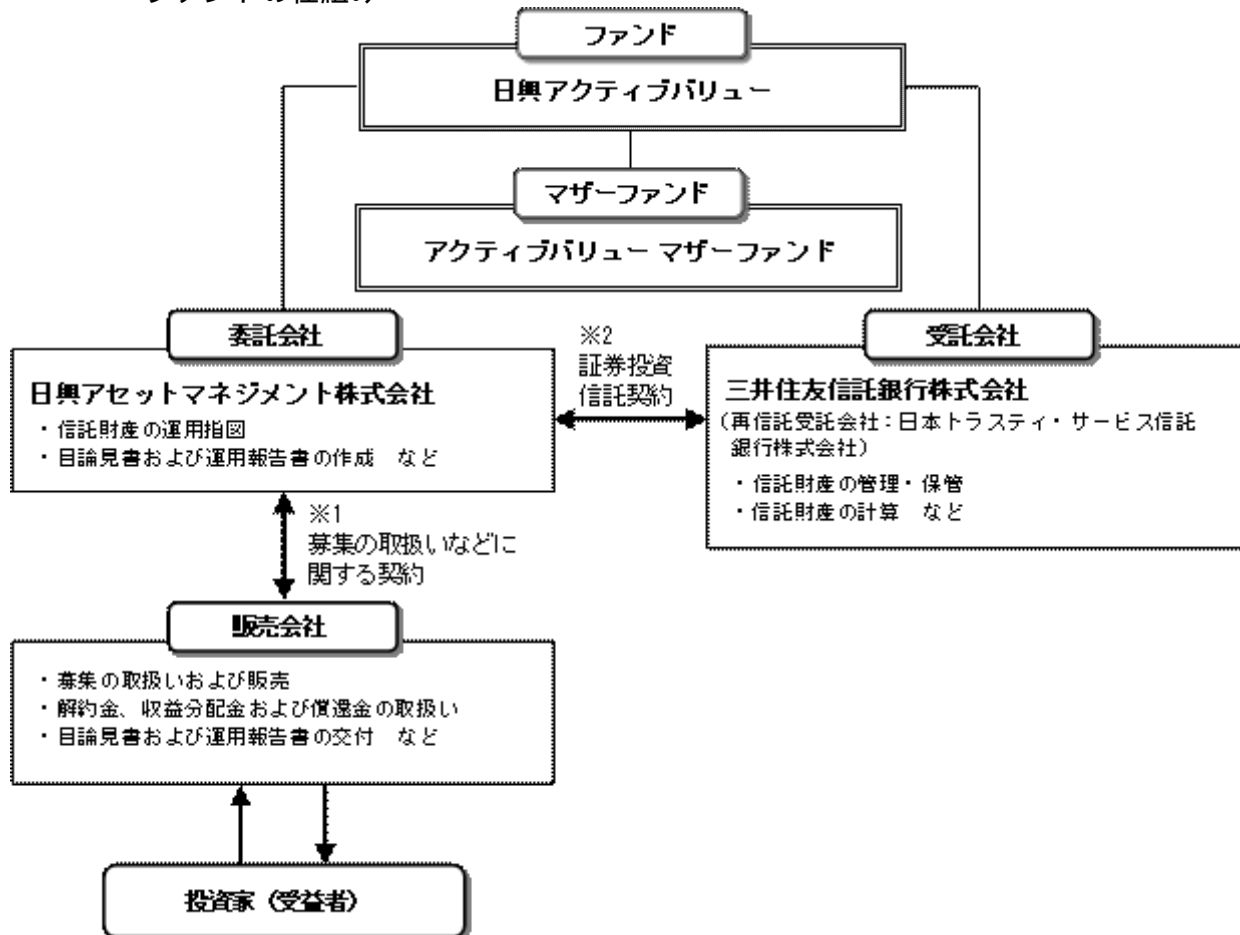 ファンドの仕組み
ファンド
日興アクティブバリュー
マザーファンド
アクティブバリュー マザーファンド
委託会社
日興アセットマネジメント株式会社
・信託財産の運用指図
・目論見書および運用報告書の作成 など
※2
証券投資
信託契約
受託会社
三井住友信託銀行株式会社
(再信託受託会社:日本トラスティ・サービス信託
銀行株式会社)
・信託財産の管理・保管
・信託財産の計算 など
※1
募集の取扱いなどに
関する契約
販売会社
・募集の取扱いおよび販売
・解約金、収益分配金および償還金の取扱い
・目論見書および運用報告書の交付 など
投資家(受益者)